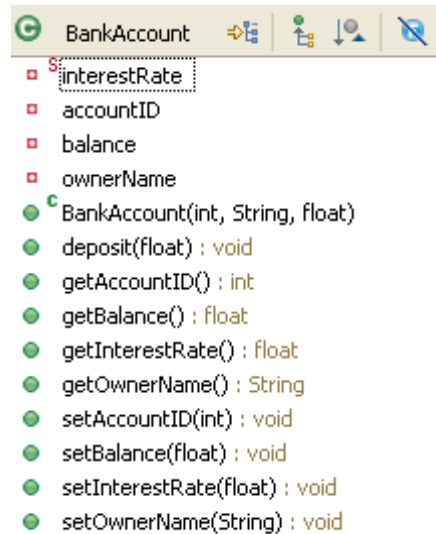 G BankAccount
S interestRate
accountID
balance
ownerName
C BankAccount(int, String, float)
deposit(float) : void
getAccountID() : int
getBalance() : float
getInterestRate() : float
getOwnerName() : String
setAccountID(int) : void
setBalance(float) : void
setInterestRate(float) : void
setOwnerName(String) : void